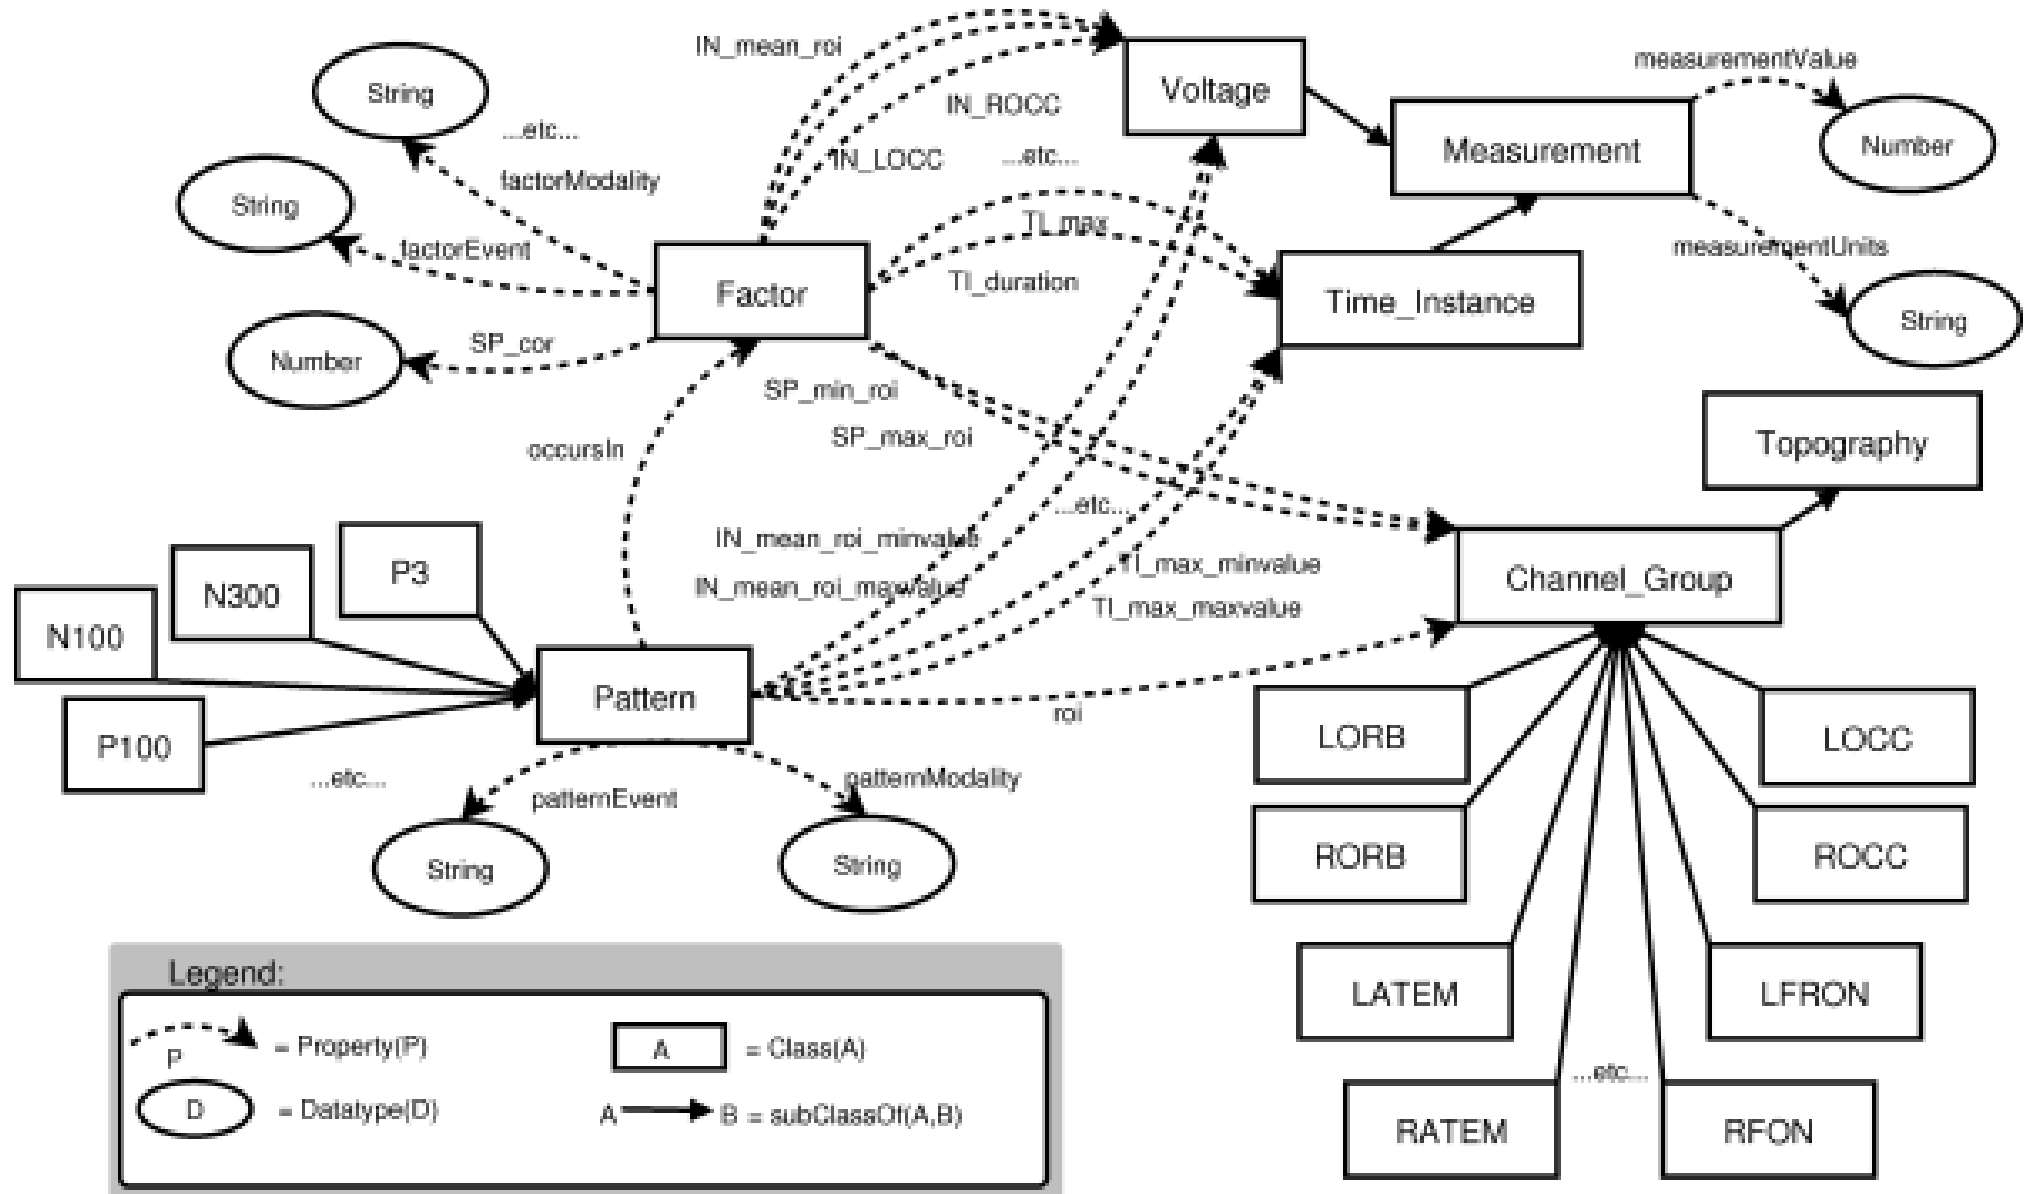 IN_mean_roi
measurementValue
String
Voltage
IN_ROCC
...etc...
Number
Measurement
IN_LOCC
...etc...
factorModality
String
TI_max
factorEvent
measurementUnits
TI_duration
Factor
Time_Instance
String
SP_cor
Number
SP_min_roi
SP_max_roi
Topography
occursIn
...etc...
IN_mean_roi_minvalue
P3
TI_max_minvalue
Channel_Group
N300
IN_mean_roi_maxvalue
TI_max_maxvalue
N100
Pattern
roi
P100
LORB
LOCC
...etc...
patternEvent
patternModality
String
String
RORB
ROCC
Legend:
LATEM
LFRON
P
= Property(P)
A
= Class(A)
...etc...
D
= Datatype(D)
A
B = subClassOf(A,B)
RATEM
RFON